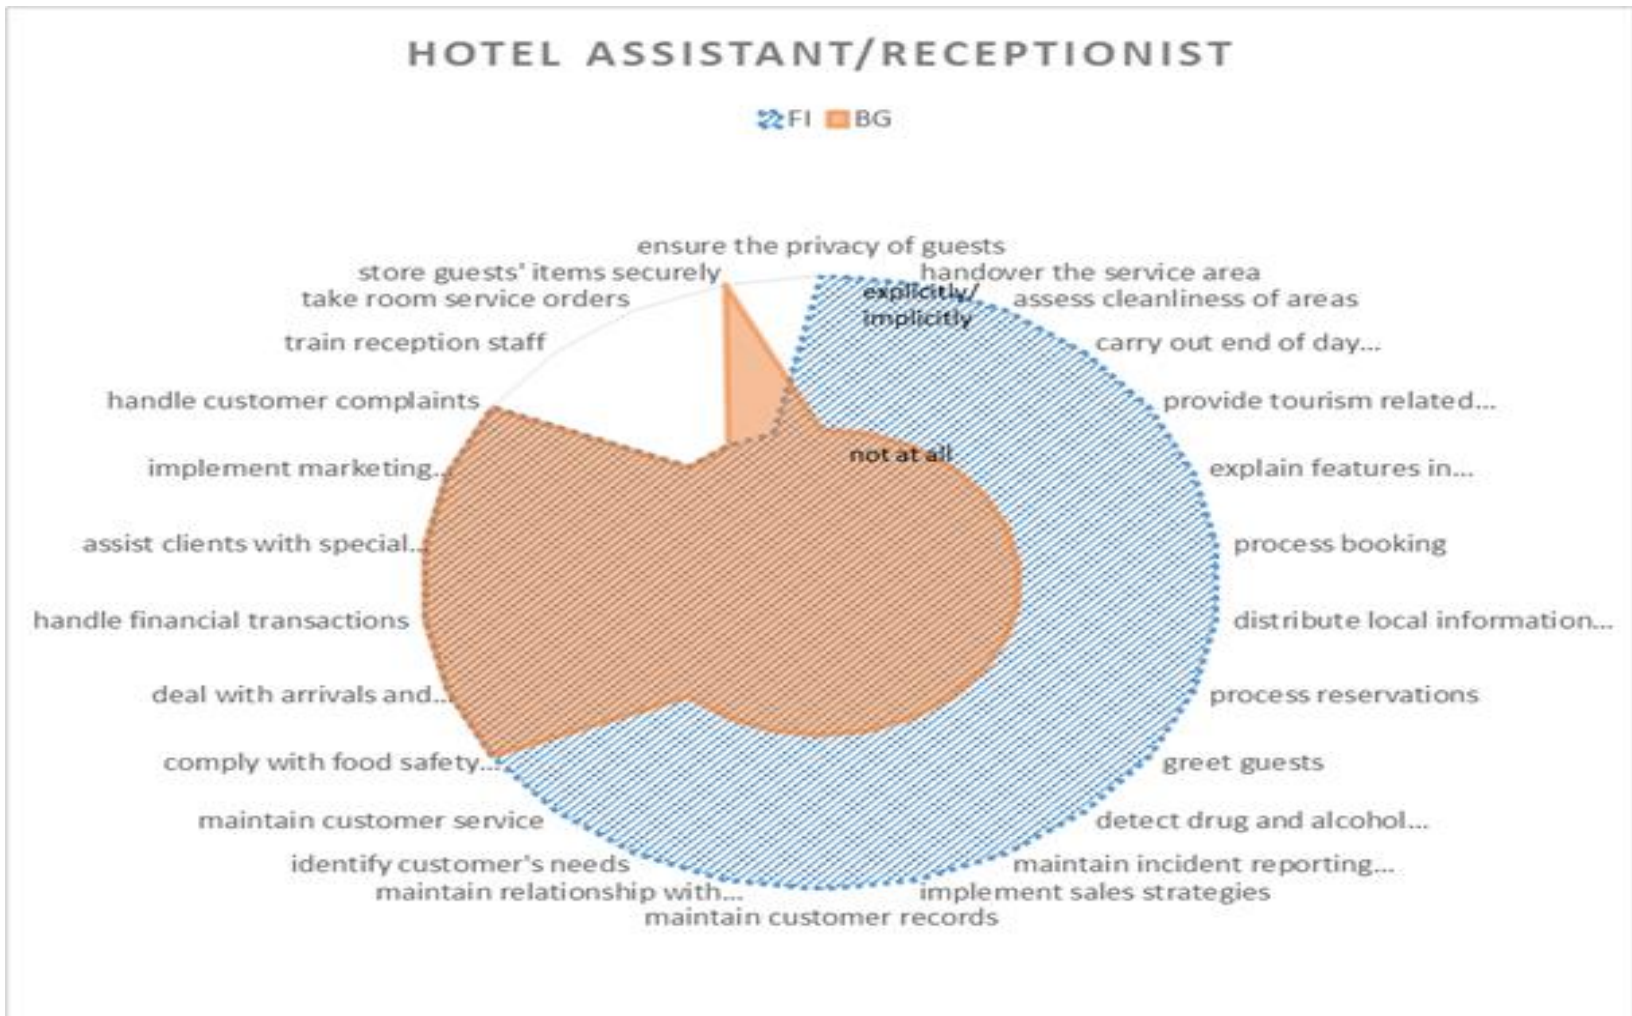 HOTEL ASSISTANT/RECEPTIONIST
FI BG
ensure the privacy of guests
handover the service area
assess cleanliness of areas
carry out end of day...
provide tourism related...
explain features in...
process booking
distribute local information...
process reservations
greet guests
detect drug and alcohol...
maintain incident reporting...
implement sales strategies
maintain customer records
maintain relationship with...
identify customer's needs
maintain customer service
comply with food safety...
deal with arrivals and...
handle financial transactions
assist clients with special...
implement marketing...
handle customer complaints
train reception staff
take room service orders
store guests' items securely
explicitly/
implicitly
not at all